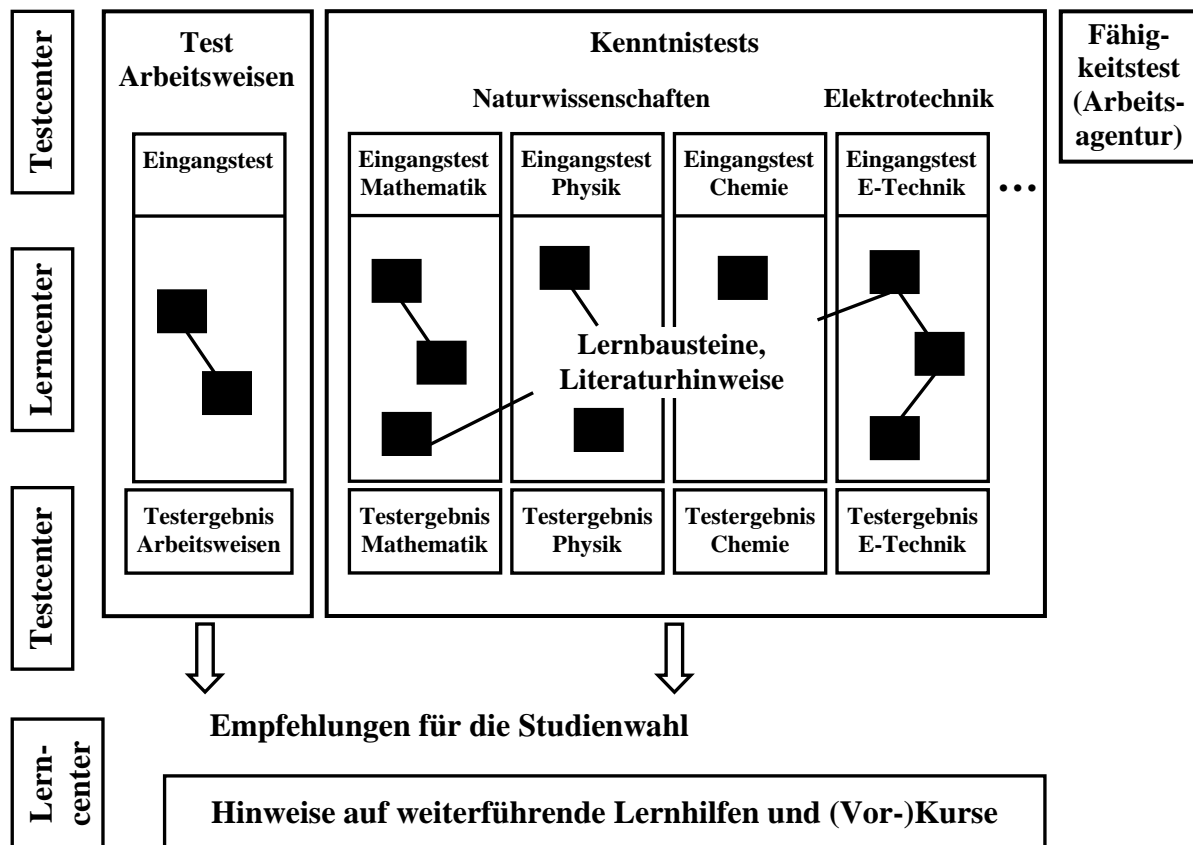 Testcenter
Test
Arbeitsweisen
Kenntnistests
Fähig-
keitstest
(Arbeits-
agentur)
Naturwissenschaften
Elektrotechnik
Eingangstest
Eingangstest
Mathematik
Eingangstest
Physik
Eingangstest
Chemie
Eingangstest
E-Technik
...
Lerncenter
Lernbausteine,
Literaturhinweise
Testcenter
Testergebnis
Arbeitsweisen
Testergebnis
Mathematik
Testergebnis
Physik
Testergebnis
Chemie
Testergebnis
E-Technik
Empfehlungen für die Studienwahl
Lern-
center
Hinweise auf weiterführende Lernhilfen und (Vor-)Kurse